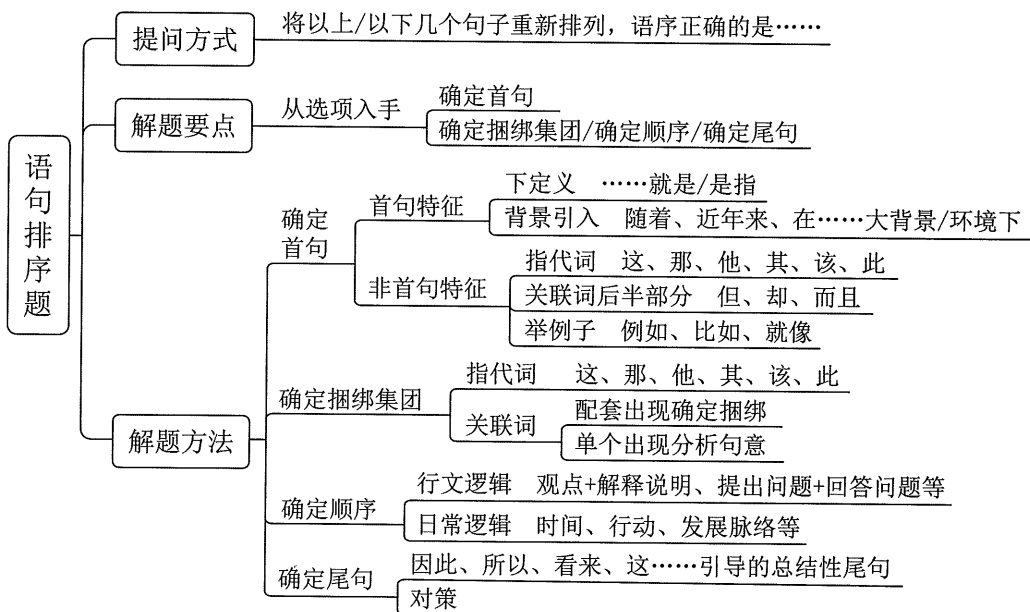 语句排序题
提问方式
将以上/以下几个句子重新排列，语序正确的是……
解题要点
从选项入手
确定首句
确定捆绑集团/确定顺序/确定尾句
解题方法
确定
首句
首句特征
下定义 ……就是/是指
背景引入 随着、近年来、在……大背景/环境下
非首句特征
指代词 这、那、他、其、该、此
关联词后半部分 但、却、而且
举例子 例如、比如、就像
确定捆绑集团
指代词 这、那、他、其、该、此
关联词
配套出现确定捆绑
单个出现分析句意
确定顺序
行文逻辑 观点+解释说明、提出问题+回答问题等
日常逻辑 时间、行动、发展脉络等
确定尾句
因此、所以、看来、这……引导的总结性尾句
对策